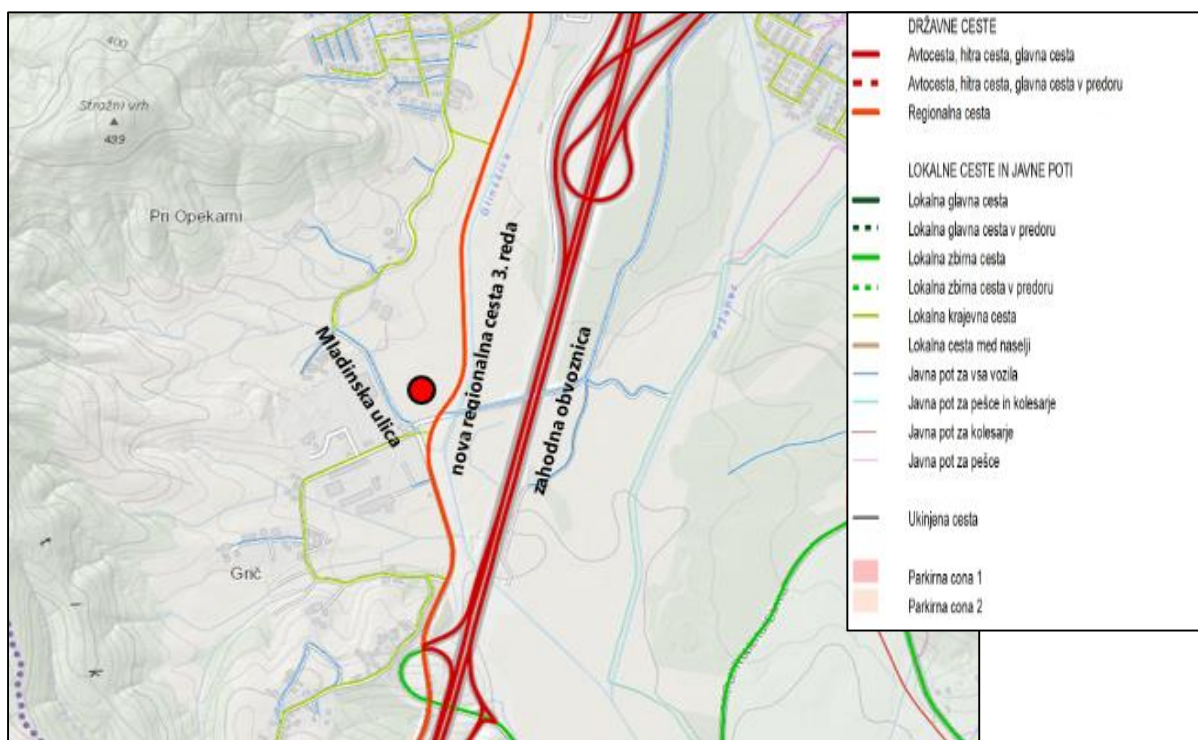 400
Stražni vrh
439
Pri Opekarni
Glinščica
Mladinska ulica
nova regionalna cesta 3. reda
zahodna obvoznica
Pržanec
Grič
DRŽAVNE CESTE
Avtocesta, hitra cesta, glavna cesta
Avtocesta, hitra cesta, glavna cesta v predoru
Regionalna cesta
LOKALNE CESTE IN JAVNE POTI
Lokalna glavna cesta
Lokalna glavna cesta v predoru
Lokalna zbirna cesta
Lokalna zbirna cesta v predoru
Lokalna krajevna cesta
Lokalna cesta med naselji
Javna pot za vsa vozila
Javna pot za pešce in kolesarje
Javna pot za kolesarje
Javna pot za pešce
Ukinjena cesta
Parkirna cona 1
Parkirna cona 2